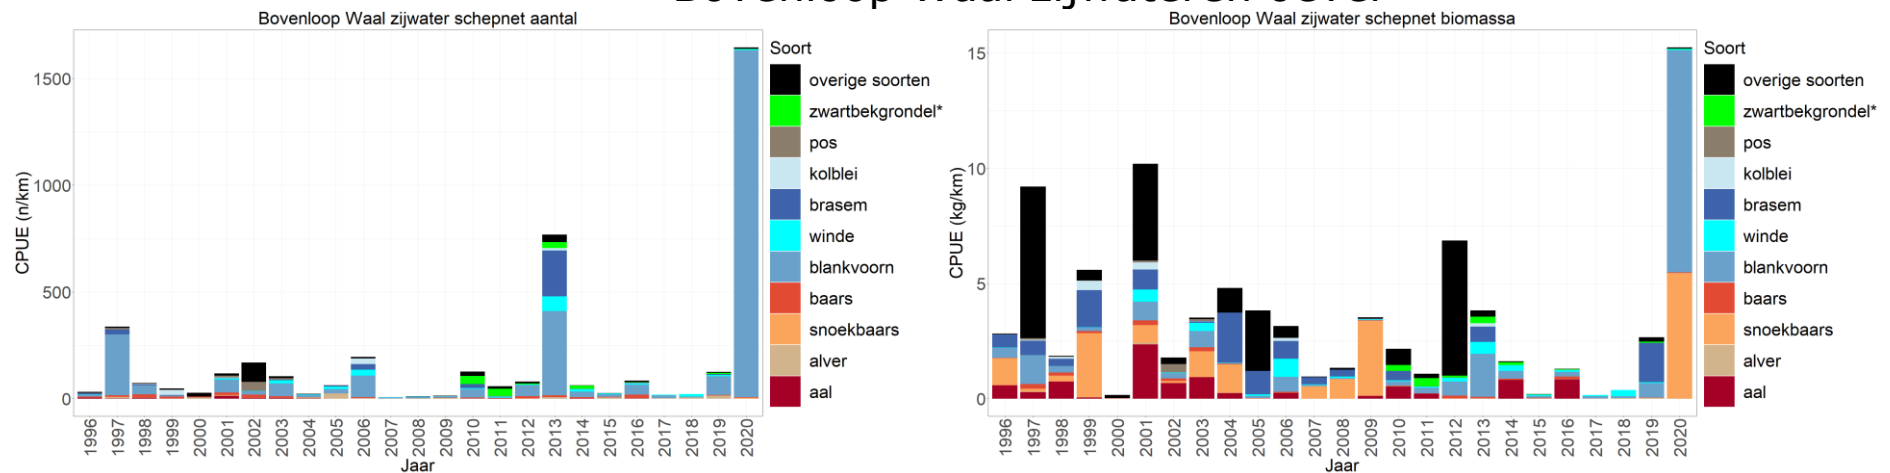 Bovenloop Waal zijwater en oever
Bovenloop Waal zijwater schepnet aantal
CPUE (n/km)
1500
1000
500
0
1996 1997 1998 1999 2000 2001 2002 2003 2004 2005 2006 2007 2008 2009 2010 2011 2012 2013 2014 2015 2016 2017 2018 2019 2020
Jaar
Soort
overige soorten
zwartbekgrondel*
pos
kolblei
brasem
winde
blankvoorn
baars
snoekbaars
alver
aal
Bovenloop Waal zijwater schepnet biomassa
CPUE (kg/km)
15
10
5
0
1996 1997 1998 1999 2000 2001 2002 2003 2004 2005 2006 2007 2008 2009 2010 2011 2012 2013 2014 2015 2016 2017 2018 2019 2020
Jaar
Soort
overige soorten
zwartbekgrondel*
pos
kolblei
brasem
winde
blankvoorn
baars
snoekbaars
alver
aal